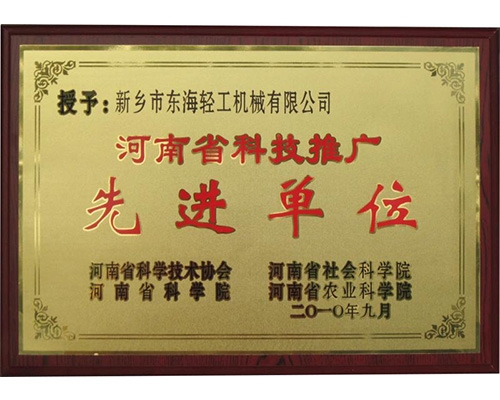 授予：新乡市东海轻工机械有限公司
河南省科技推广
先进单位
河南省科学技术协会 河南省社会科学院
河南省科学院 河南省农业科学院
二〇一〇年九月